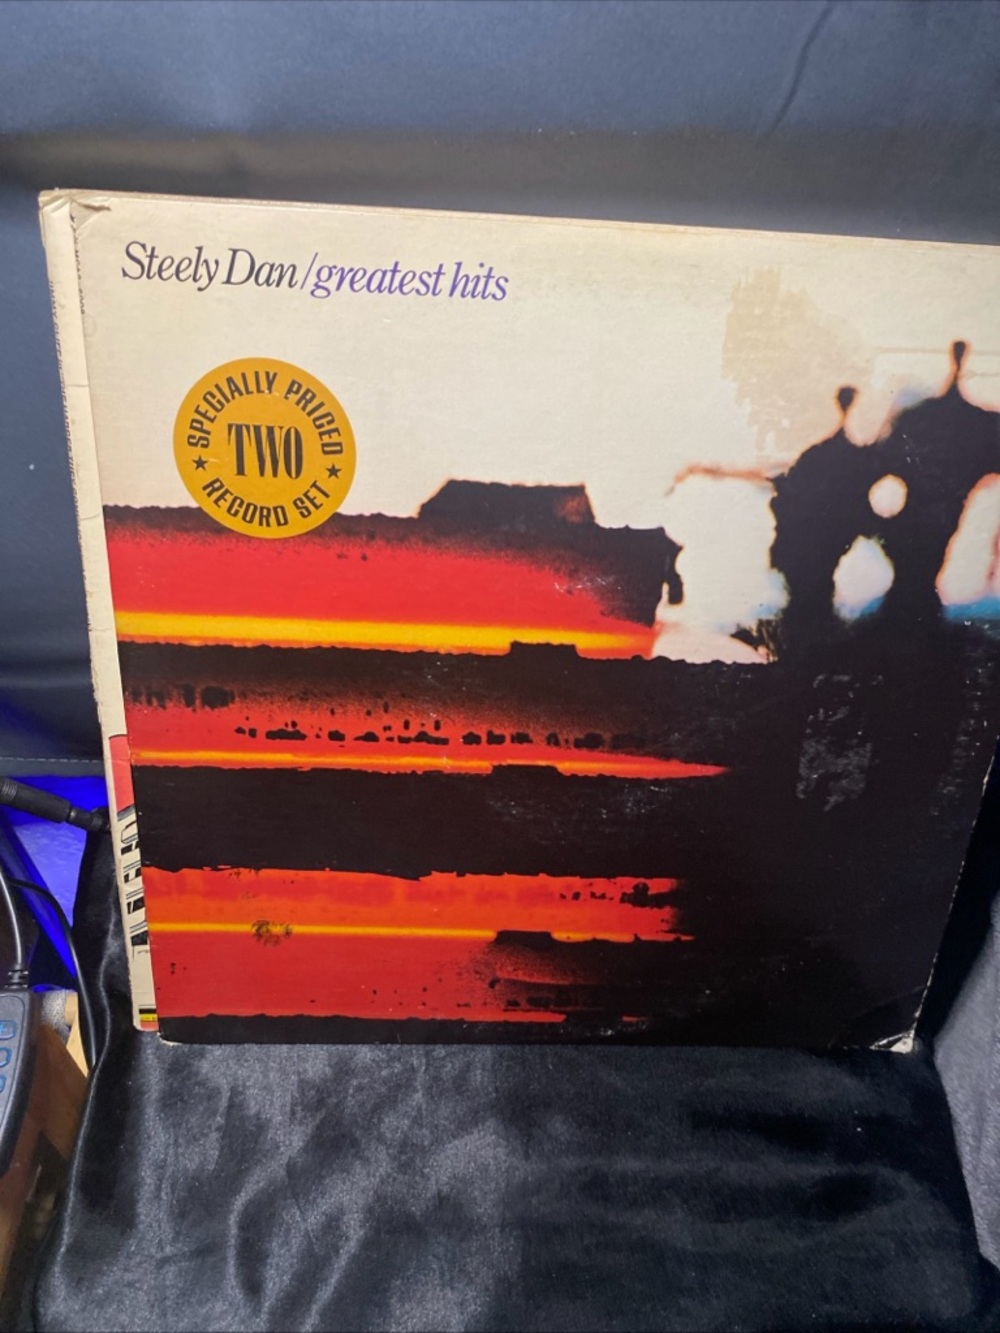 Steely Dan/greatest hits
SPECIALLY PRICED
TWO
RECORD SET